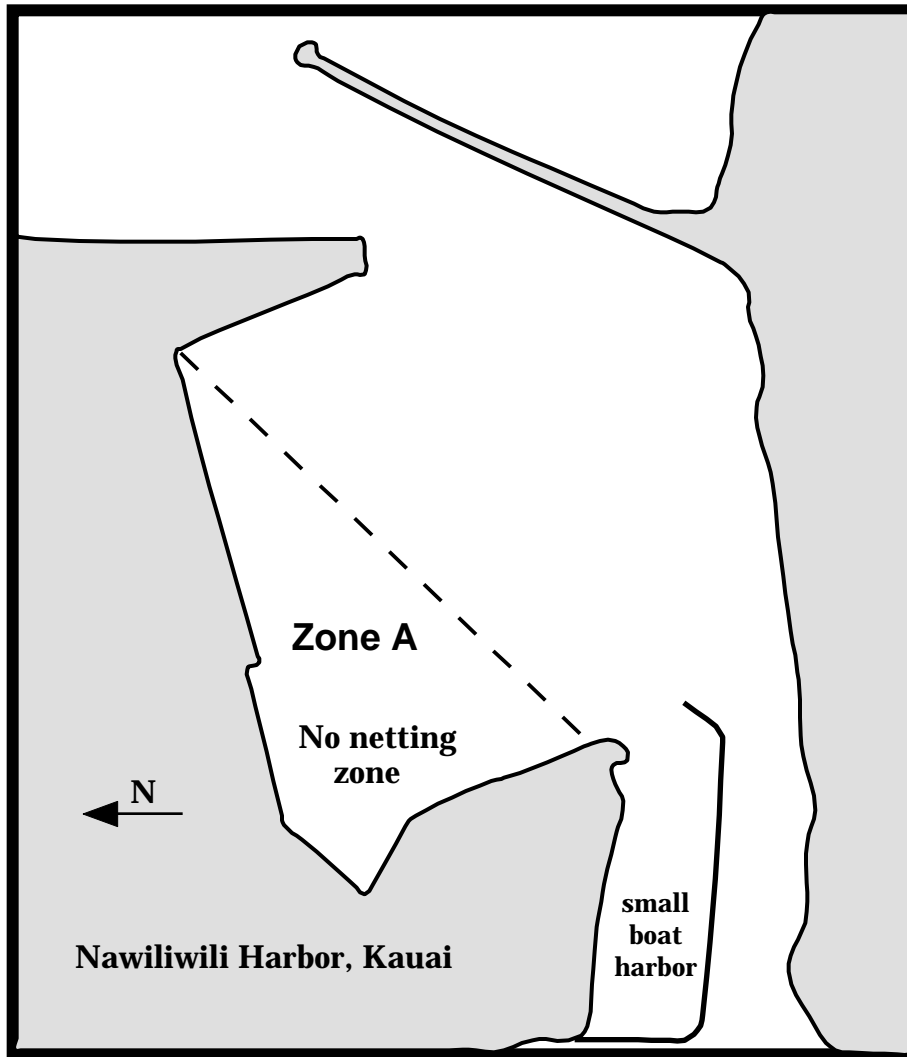 Zone A
No netting
zone
N
small
boat
harbor
Nawiliwili Harbor, Kauai